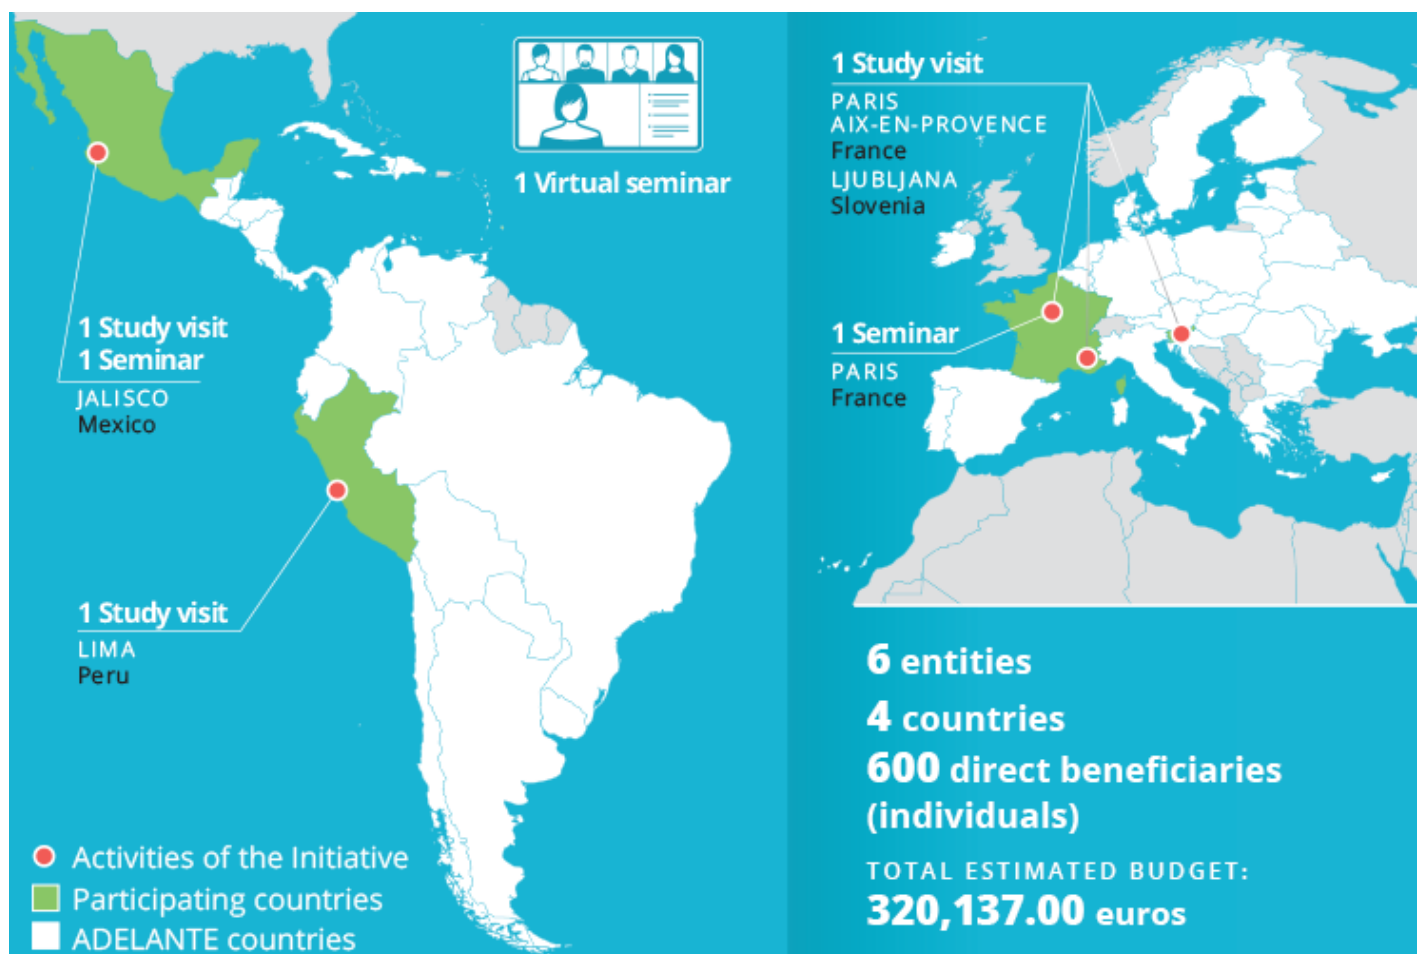 1 Virtual seminar
1 Study visit
1 Seminar
JALISCO
Mexico
1 Study visit
LIMA
Peru
Activities of the Initiative
Participating countries
ADELANTE countries
1 Study visit
PARIS
AIX-EN-PROVENCE
France
LJUBLJANA
Slovenia
1 Seminar
PARIS
France
6 entities
4 countries
600 direct beneficiaries
(individuals)
TOTAL ESTIMATED BUDGET:
320,137.00 euros